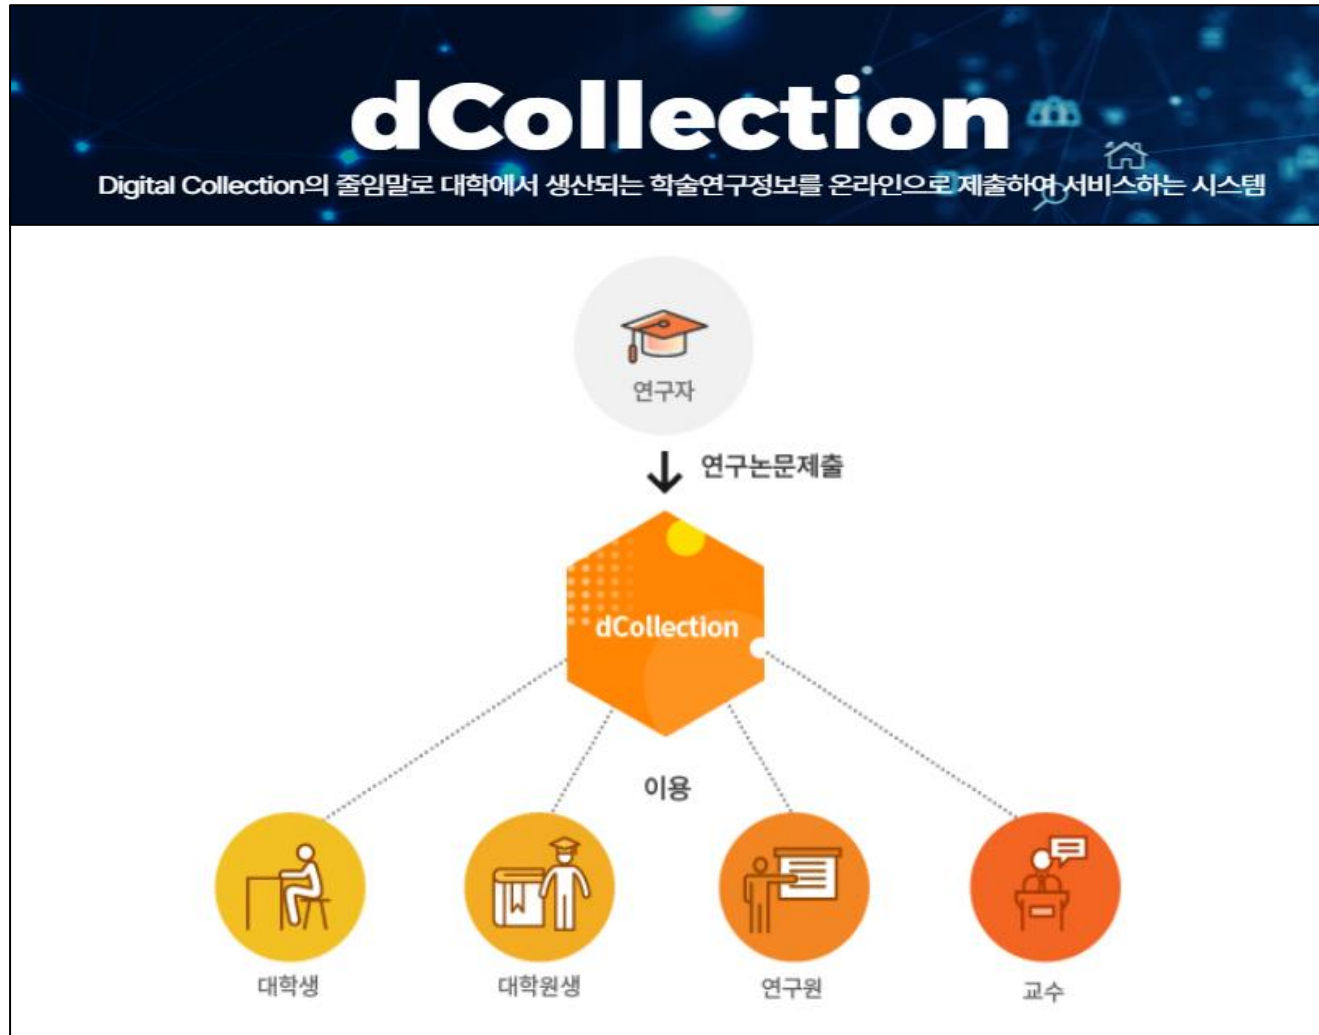 dCollection
Digital Collection의 줄임말로 대학에서 생산되는 학술연구정보를 온라인으로 제출하여 서비스하는 시스템
연구자
연구논문제출
dCollection
이용
대학생
대학원생
연구원
교수